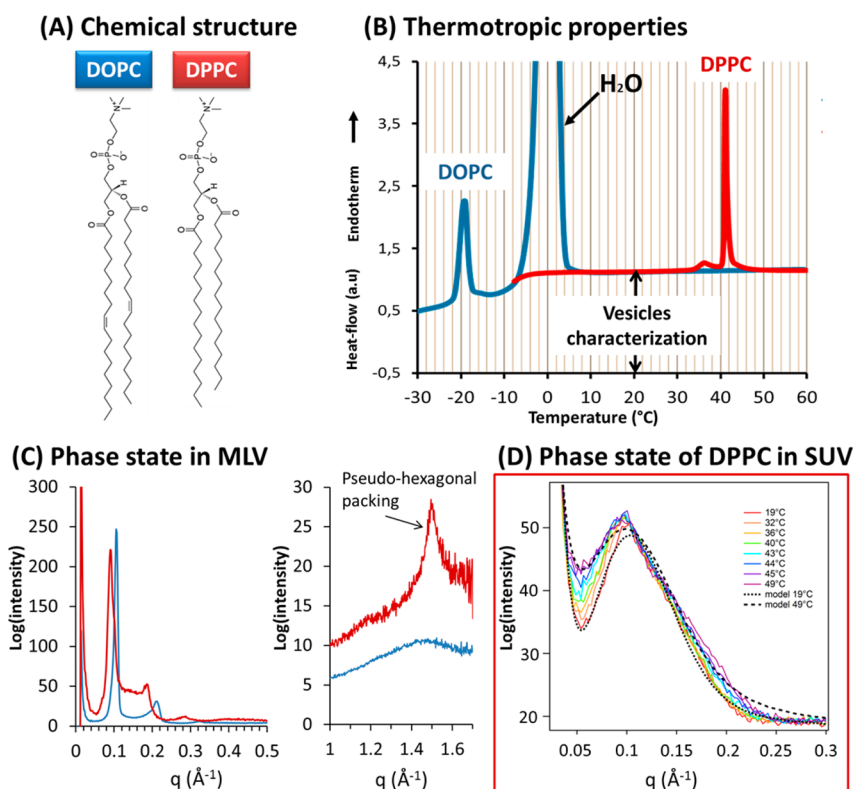 (A) Chemical structure
DOPC
DPPC
(B) Thermotropic properties
4,5
3,5
2,5
1,5
0,5
-0,5
Heat-flow (a.u) Endotherm
DOPC
H₂O
DPPC
Vesicles
characterization
-30 -20 -10 0 10 20 30 40 50 60
Temperature (°C)
(C) Phase state in MLV
300
250
200
150
100
50
0
Log(intensity)
0 0.1 0.2 0.3 0.4 0.5
q (Å⁻¹)
Pseudo-hexagonal
packing
30
25
20
15
10
5
0
Log(intensity)
1 1.2 1.4 1.6
q (Å⁻¹)
(D) Phase state of DPPC in SUV
50
40
30
20
Log(intensity)
19°C
32°C
36°C
40°C
43°C
44°C
45°C
49°C
model 19°C
model 49°C
0.05 0.1 0.15 0.2 0.25 0.3
q (Å⁻¹)
N+
O
P
O-
O
O
H
O
O
O
O
N+
O
P
O-
O
O
H
O
O
O
O